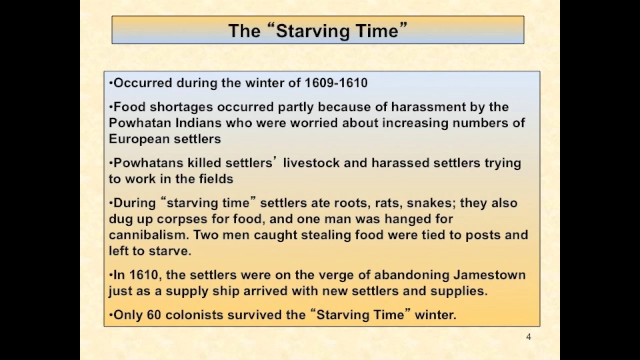 The “Starving Time”
•Occurred during the winter of 1609-1610
•Food shortages occurred partly because of harassment by the
Powhatan Indians who were worried about increasing numbers of
European settlers
•Powhatans killed settlers’ livestock and harassed settlers trying
to work in the fields
•During “starving time” settlers ate roots, rats, snakes; they also
dug up corpses for food, and one man was hanged for
cannibalism. Two men caught stealing food were tied to posts and
left to starve.
•In 1610, the settlers were on the verge of abandoning Jamestown
just as a supply ship arrived with new settlers and supplies.
•Only 60 colonists survived the “Starving Time” winter.
4